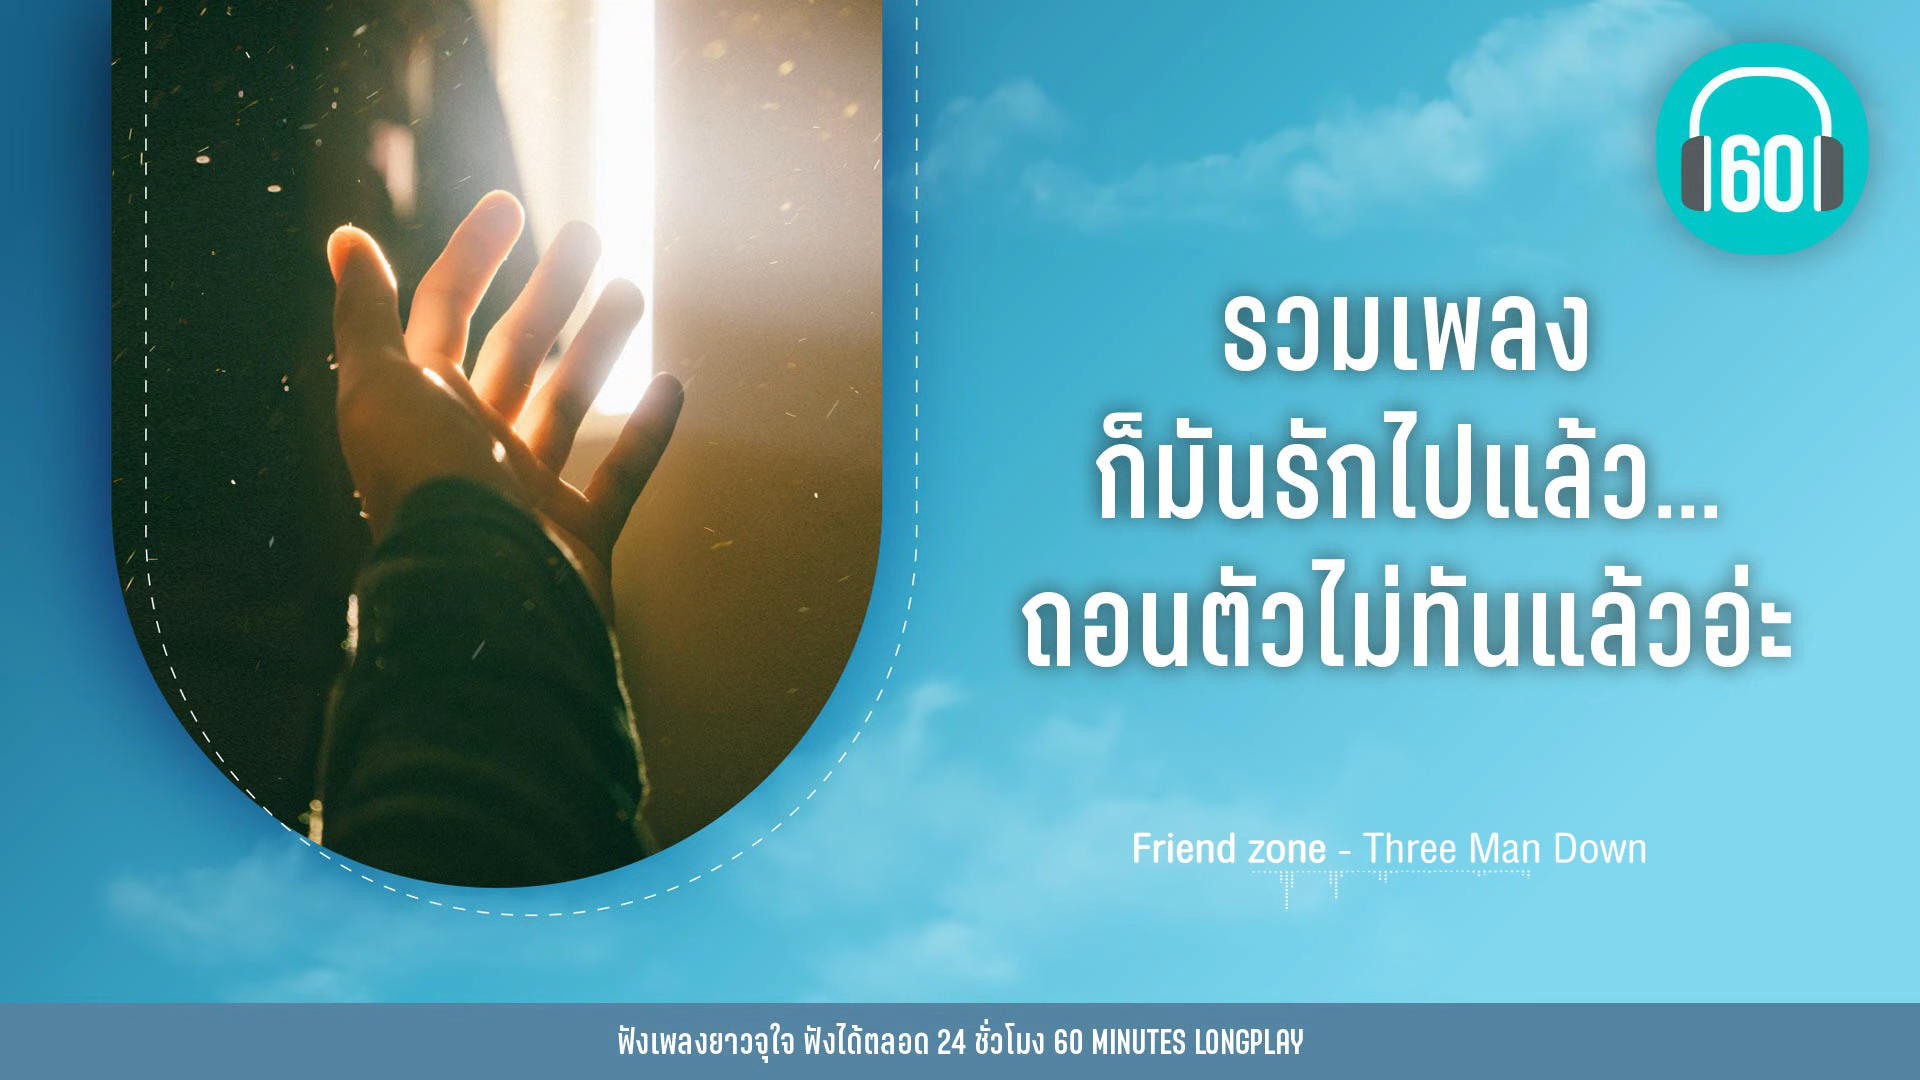 60
รวมเพลง
ก็มันรักไปแล้ว...
ถอนตัวไม่ทันแล้วอ่ะ
Friend zone - Three Man Down
ฟังเพลงยาวจุใจ ฟังได้ตลอด 24 ชั่วโมง 60 MINUTES LONGPLAY